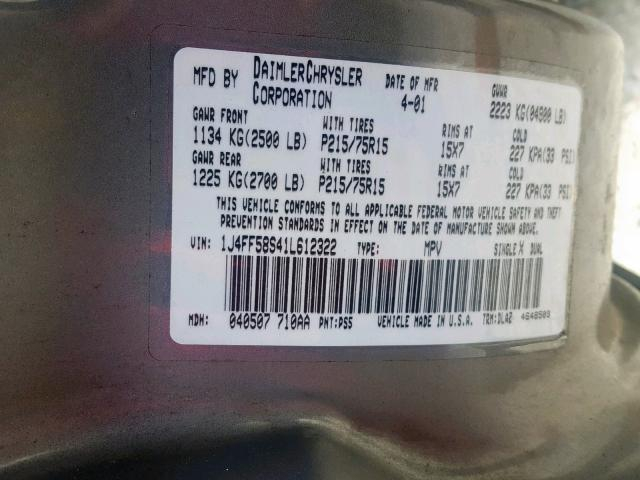 MFD BY DAIMLERCHRYSLER CORPORATION DATE OF MFR 4-01 GVWR 2223 KG(04900 LB)
GAWR FRONT WITH TIRES RIMS AT COLD
1134 KG(2500 LB) P215/75R15 15X7 227 KPA(33 PSI)
GAWR REAR WITH TIRES RIMS AT COLD
1225 KG(2700 LB) P215/75R15 15X7 227 KPA(33 PSI)
THIS VEHICLE CONFORMS TO ALL APPLICABLE FEDERAL MOTOR VEHICLE SAFETY AND THEFT
PREVENTION STANDARDS IN EFFECT ON THE DATE OF MANUFACTURE SHOWN ABOVE.
VIN: 1J4FF58S41L612322 TYPE: MPV SINGLE X DUAL
MDH: 040507 710AA PNT:PS5 VEHICLE MADE IN U.S.A. TRM:DLAZ 4648503